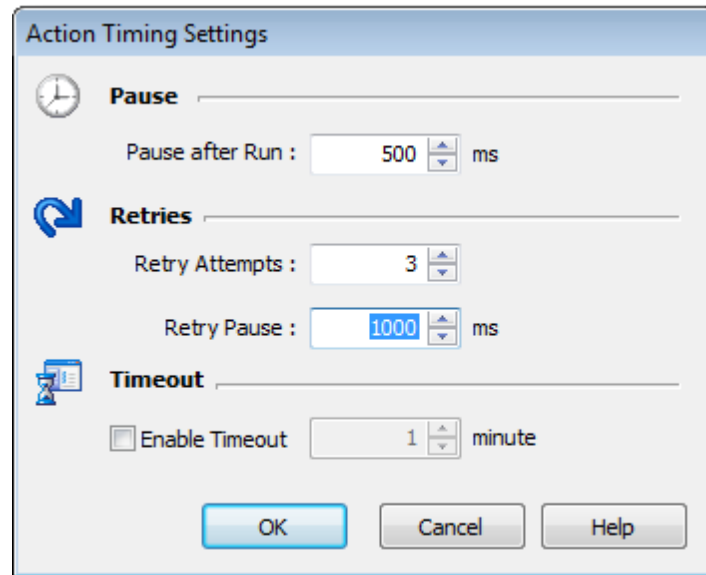 Action Timing Settings
Pause
Pause after Run : 500 ms
Retries
Retry Attempts : 3
Retry Pause : 1000 ms
Timeout
Enable Timeout 1 minute
OK Cancel Help